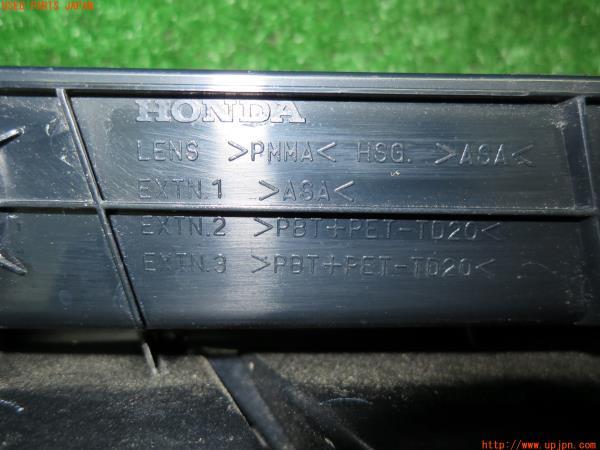 USED PARTS JAPAN
HONDA
LENS >PMMA< HSG. >ASA<
EXTN.1 >ASA<
EXTN.2 >PBT+PET-TD20<
EXTN.3 >PBT+PET-TD20<
http://www.upjpn.com/